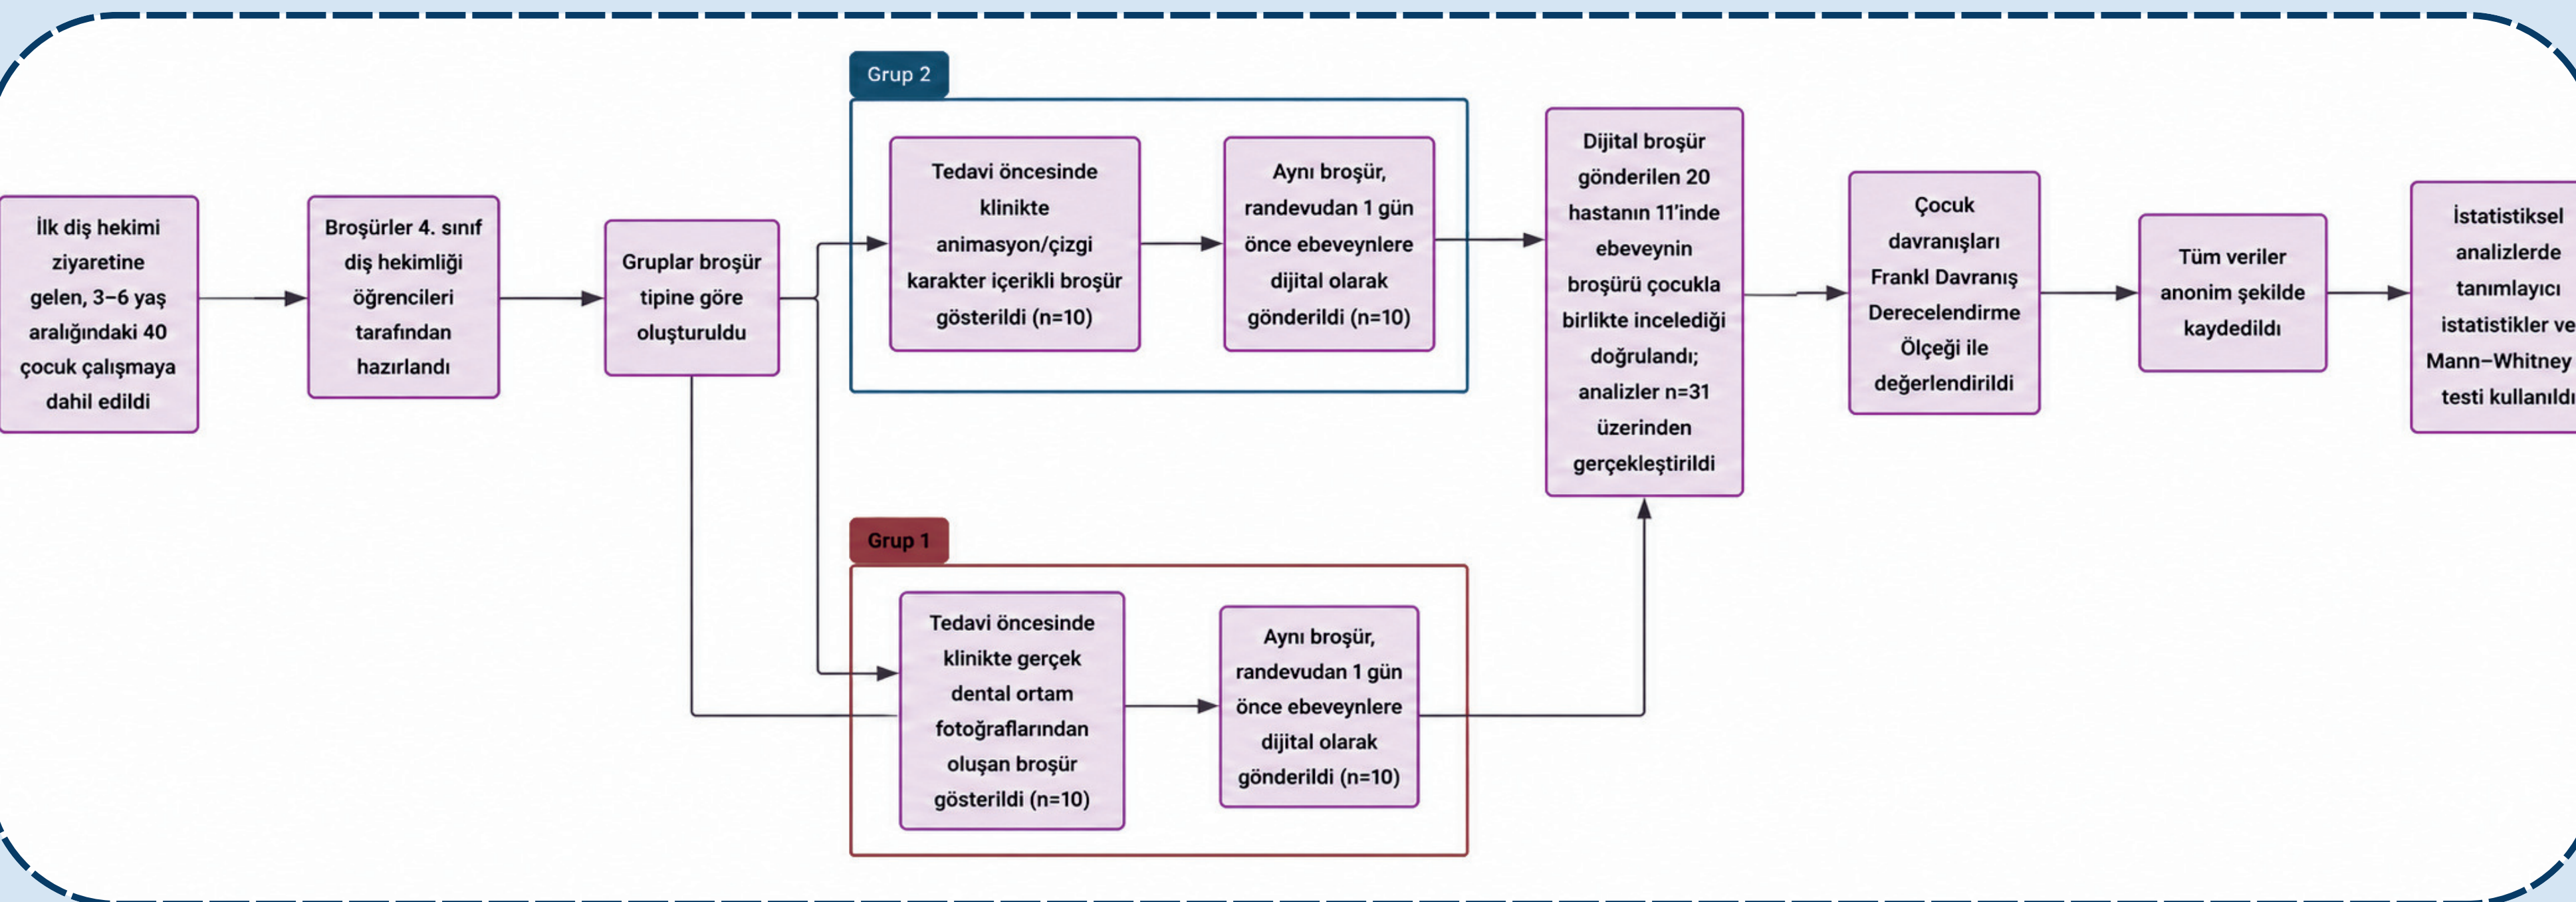 İlk diş hekimi
ziyaretine
gelen, 3–6 yaş
aralığındaki 40
çocuk çalışmaya
dahil edildi
Broşürler 4. sınıf
diş hekimliği
öğrencileri
tarafından
hazırlandı
Gruplar broşür
tipine göre
oluşturuldu
Grup 2
Tedavi öncesinde
klinikte
animasyon/çizgi
karakter içerikli broşür
gösterildi (n=10)
Aynı broşür,
randevudan 1 gün
önce ebeveynlere
dijital olarak
gönderildi (n=10)
Grup 1
Tedavi öncesinde
klinikte gerçek
dental ortam
fotoğraflarından
oluşan broşür
gösterildi (n=10)
Aynı broşür,
randevudan 1 gün
önce ebeveynlere
dijital olarak
gönderildi (n=10)
Dijital broşür
gönderilen 20
hastanın 11’inde
ebeveynin
broşürü çocukla
birlikte incelediği
doğrulandı;
analizler n=31
üzerinden
gerçekleştirildi
Çocuk
davranışları
Frankl Davranış
Derecelendirme
Ölçeği ile
değerlendirildi
Tüm veriler
anonim şekilde
kaydedildi
İstatistiksel
analizlerde
tanımlayıcı
istatistikler ve
Mann–Whitney
testi kullanıldı